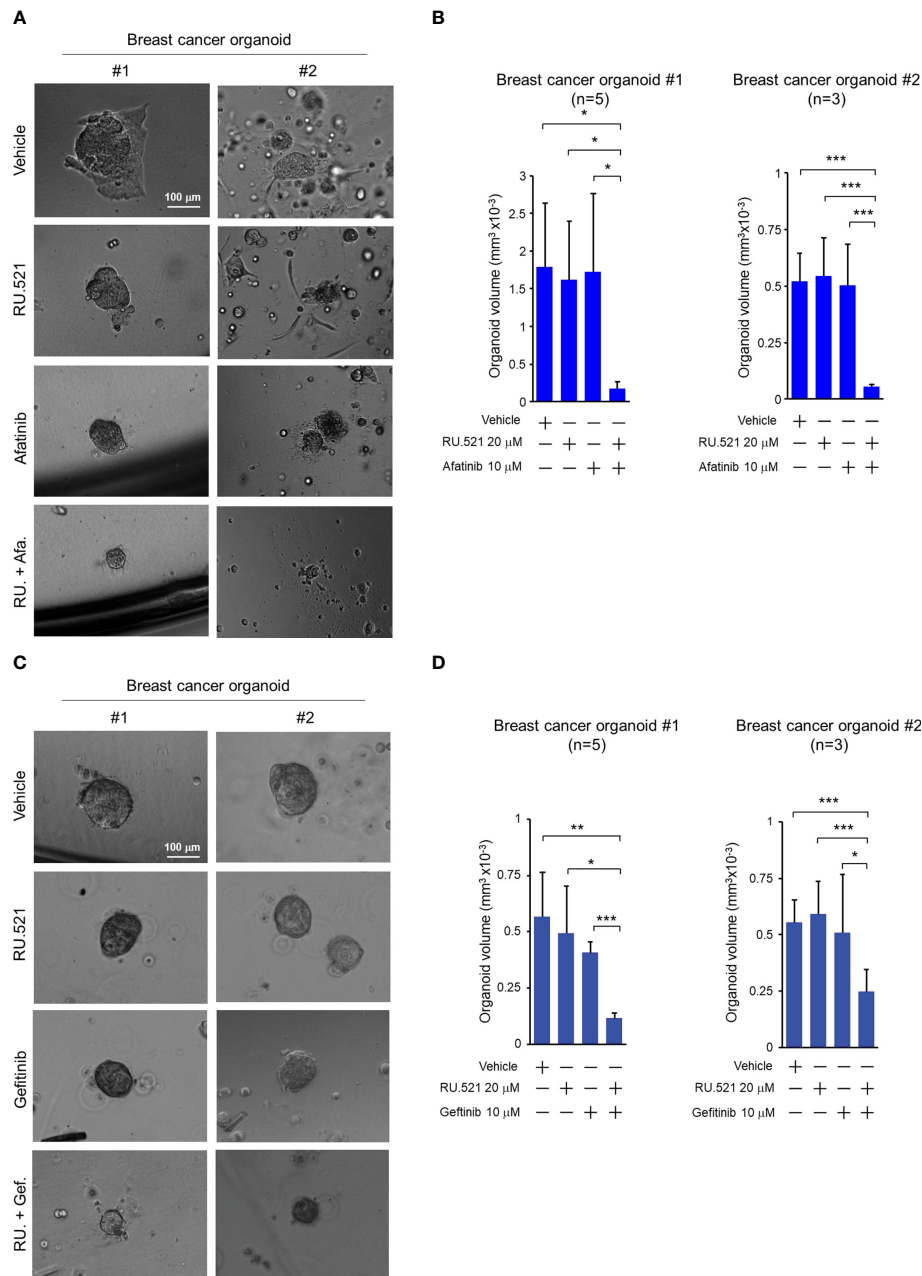 A
Breast cancer organoid
#1 #2
Vehicle
100 µm
RU.521
Afatinib
RU. + Afa.
B
Breast cancer organoid #1
(n=5)
* 
*
*
Organoid volume (mm³ x10⁻³)
3
2.5
2
1.5
1
0.5
0
Vehicle + — — —
RU.521 20 µM — + — +
Afatinib 10 µM — — + +
Breast cancer organoid #2
(n=3)
***
***
***
Organoid volume (mm³ x10⁻³)
1
0.75
0.5
0.25
0
Vehicle + — — —
RU.521 20 µM — + — +
Afatinib 10 µM — — + +
C
Breast cancer organoid
#1 #2
Vehicle
100 µm
RU.521
Gefitinib
RU. + Gef.
D
Breast cancer organoid #1
(n=5)
**
*
***
Organoid volume (mm³ x10⁻³)
1
0.75
0.5
0.25
0
Vehicle + — — —
RU.521 20 µM — + — +
Geftinib 10 µM — — + +
Breast cancer organoid #2
(n=3)
***
***
*
Organoid volume (mm³x10⁻³)
1
0.75
0.5
0.25
0
Vehicle + — — —
RU.521 20 µM — + — +
Gefitinib 10 µM — — + +